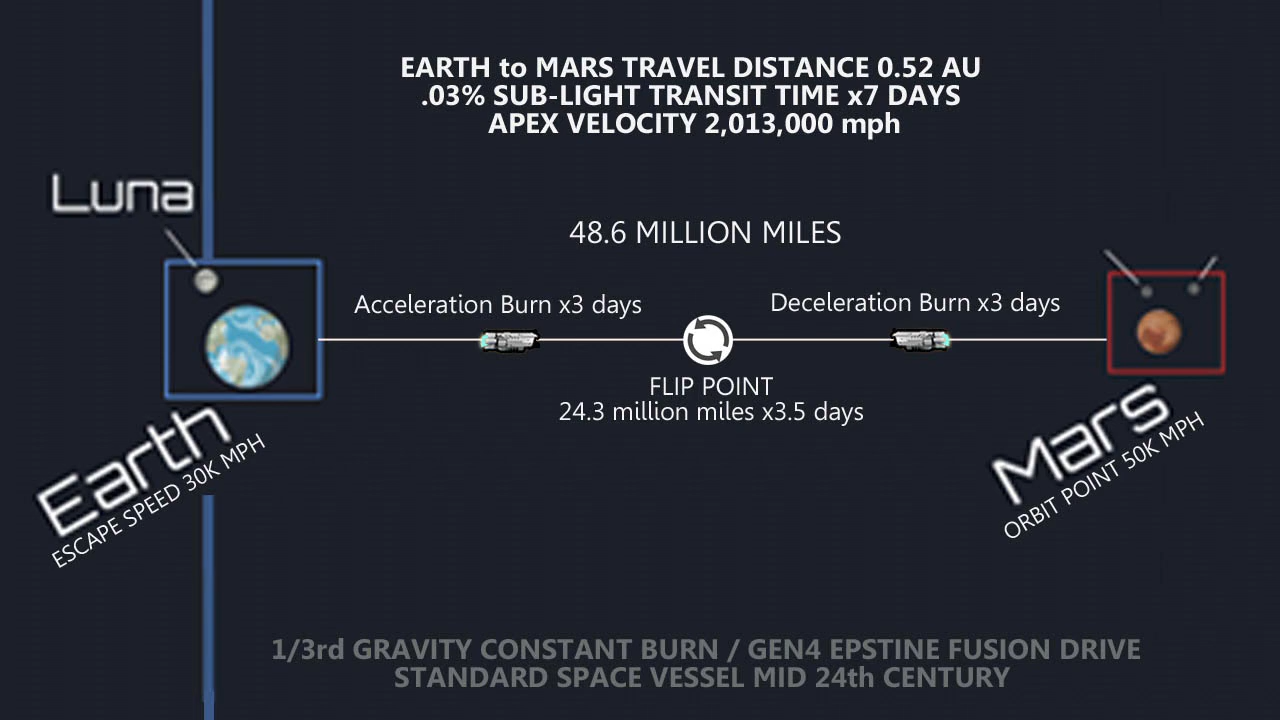 EARTH to MARS TRAVEL DISTANCE 0.52 AU
.03% SUB-LIGHT TRANSIT TIME x7 DAYS
APEX VELOCITY 2,013,000 mph
Luna
48.6 MILLION MILES
Acceleration Burn x3 days
Deceleration Burn x3 days
FLIP POINT
24.3 million miles x3.5 days
Earth
ESCAPE SPEED 30K MPH
Mars
ORBIT POINT 50K MPH
1/3rd GRAVITY CONSTANT BURN / GEN4 EPSTINE FUSION DRIVE
STANDARD SPACE VESSEL MID 24th CENTURY